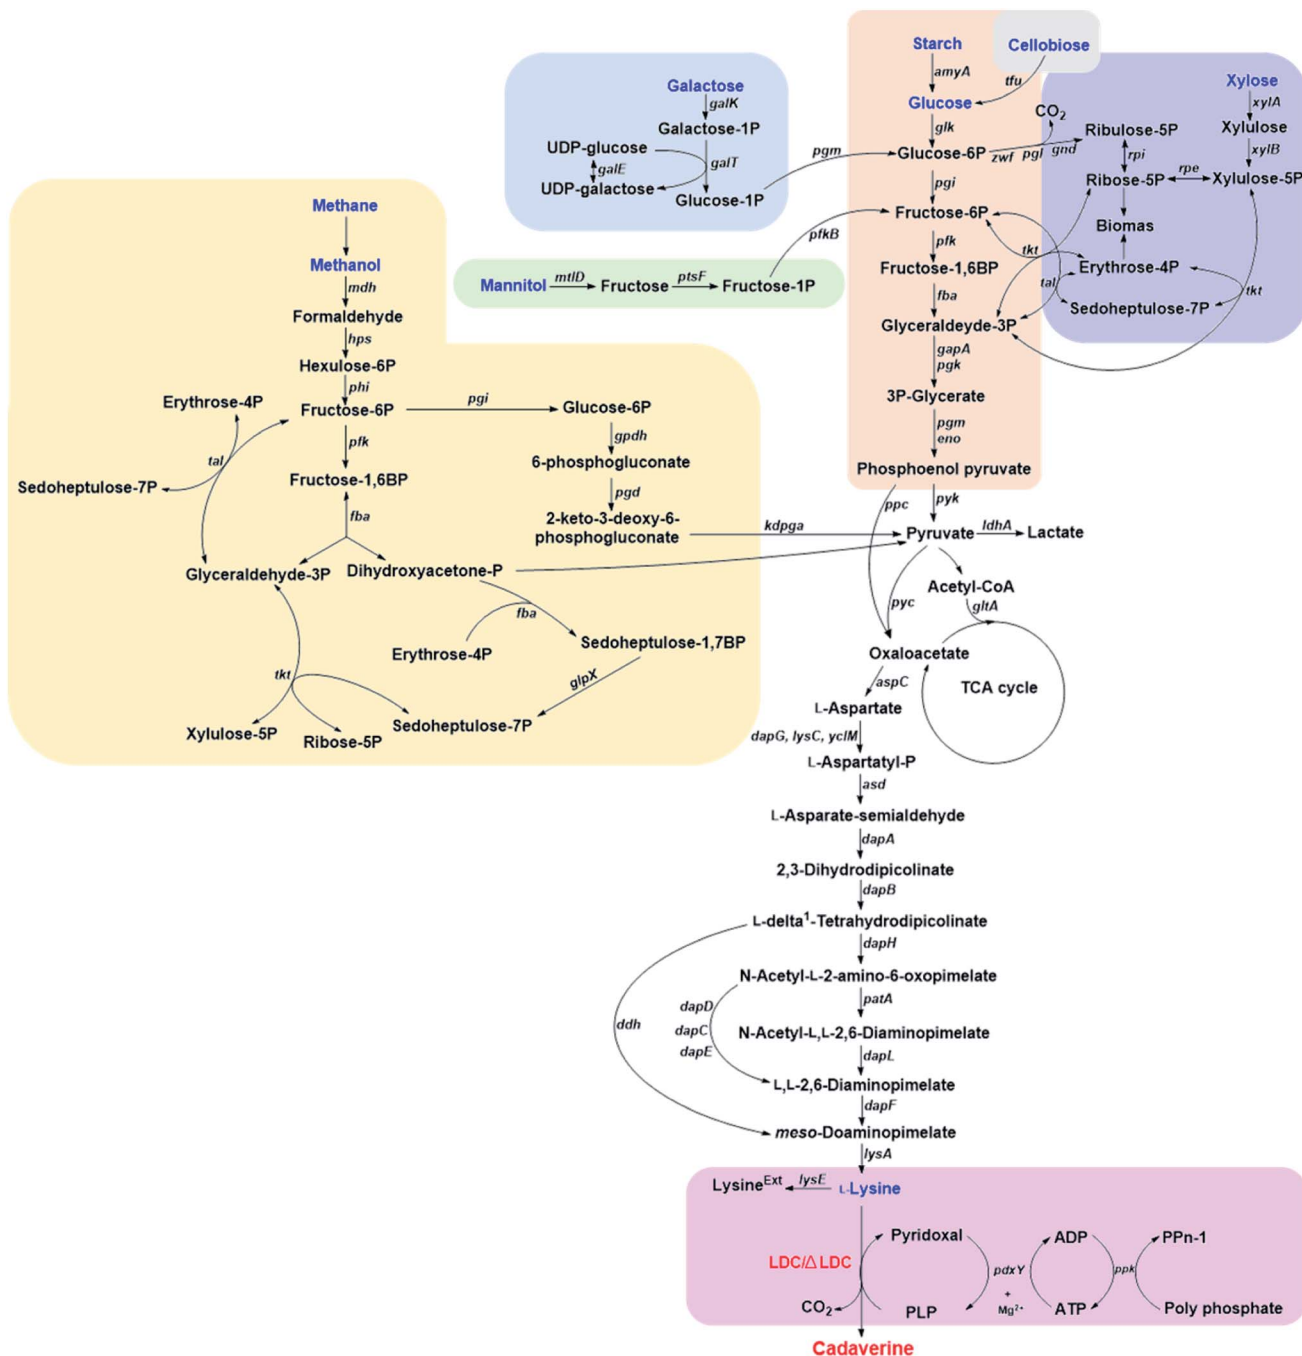 Starch
Cellobiose
amyA
tfu
Glucose
glk
Glucose-6P
pgi
Fructose-6P
pfk
Fructose-1,6BP
fba
Glyceraldeyde-3P
gapA
pgk
3P-Glycerate
pgm
eno
Phosphoenol pyruvate
Galactose
galK
Galactose-1P
UDP-glucose
galE
galT
UDP-galactose
Glucose-1P
pgm
Mannitol
mtlD
Fructose
ptsF
Fructose-1P
pfkB
CO2
zwf
pgl
gnd
Ribulose-5P
rpi
Ribose-5P
rpe
Xylose
xylA
Xylulose
xylB
Xylulose-5P
Biomas
Erythrose-4P
Sedoheptulose-7P
tkt
tal
tkt
Methane
Methanol
mdh
Formaldehyde
hps
Hexulose-6P
phi
Erythrose-4P
Fructose-6P
pgi
Glucose-6P
gpdh
6-phosphogluconate
pgd
2-keto-3-deoxy-6-
phosphogluconate
kdpga
pfk
tal
Sedoheptulose-7P
Fructose-1,6BP
fba
Glyceraldehyde-3P
Dihydroxyacetone-P
fba
Erythrose-4P
Sedoheptulose-1,7BP
glpX
tkt
Xylulose-5P
Ribose-5P
Sedoheptulose-7P
ppc
pyk
Pyruvate
ldhA
Lactate
Acetyl-CoA
pyc
gltA
Oxaloacetate
TCA cycle
aspC
L-Aspartate
dapG, lysC, yclM
L-Aspartatyl-P
asd
L-Asparate-semialdehyde
dapA
2,3-Dihydrodipicolinate
dapB
L-delta1-Tetrahydrodipicolinate
dapH
N-Acetyl-L-2-amino-6-oxopimelate
patA
dapD
dapC
dapE
ddh
N-Acetyl-L,L-2,6-Diaminopimelate
dapL
L,L-2,6-Diaminopimelate
dapF
meso-Doaminopimelate
lysA
LysineExt
lysE
L-Lysine
LDC/Δ LDC
Pyridoxal
ADP
PPn-1
pdxY
+
Mg2+
ppk
CO2
PLP
ATP
Poly phosphate
Cadaverine